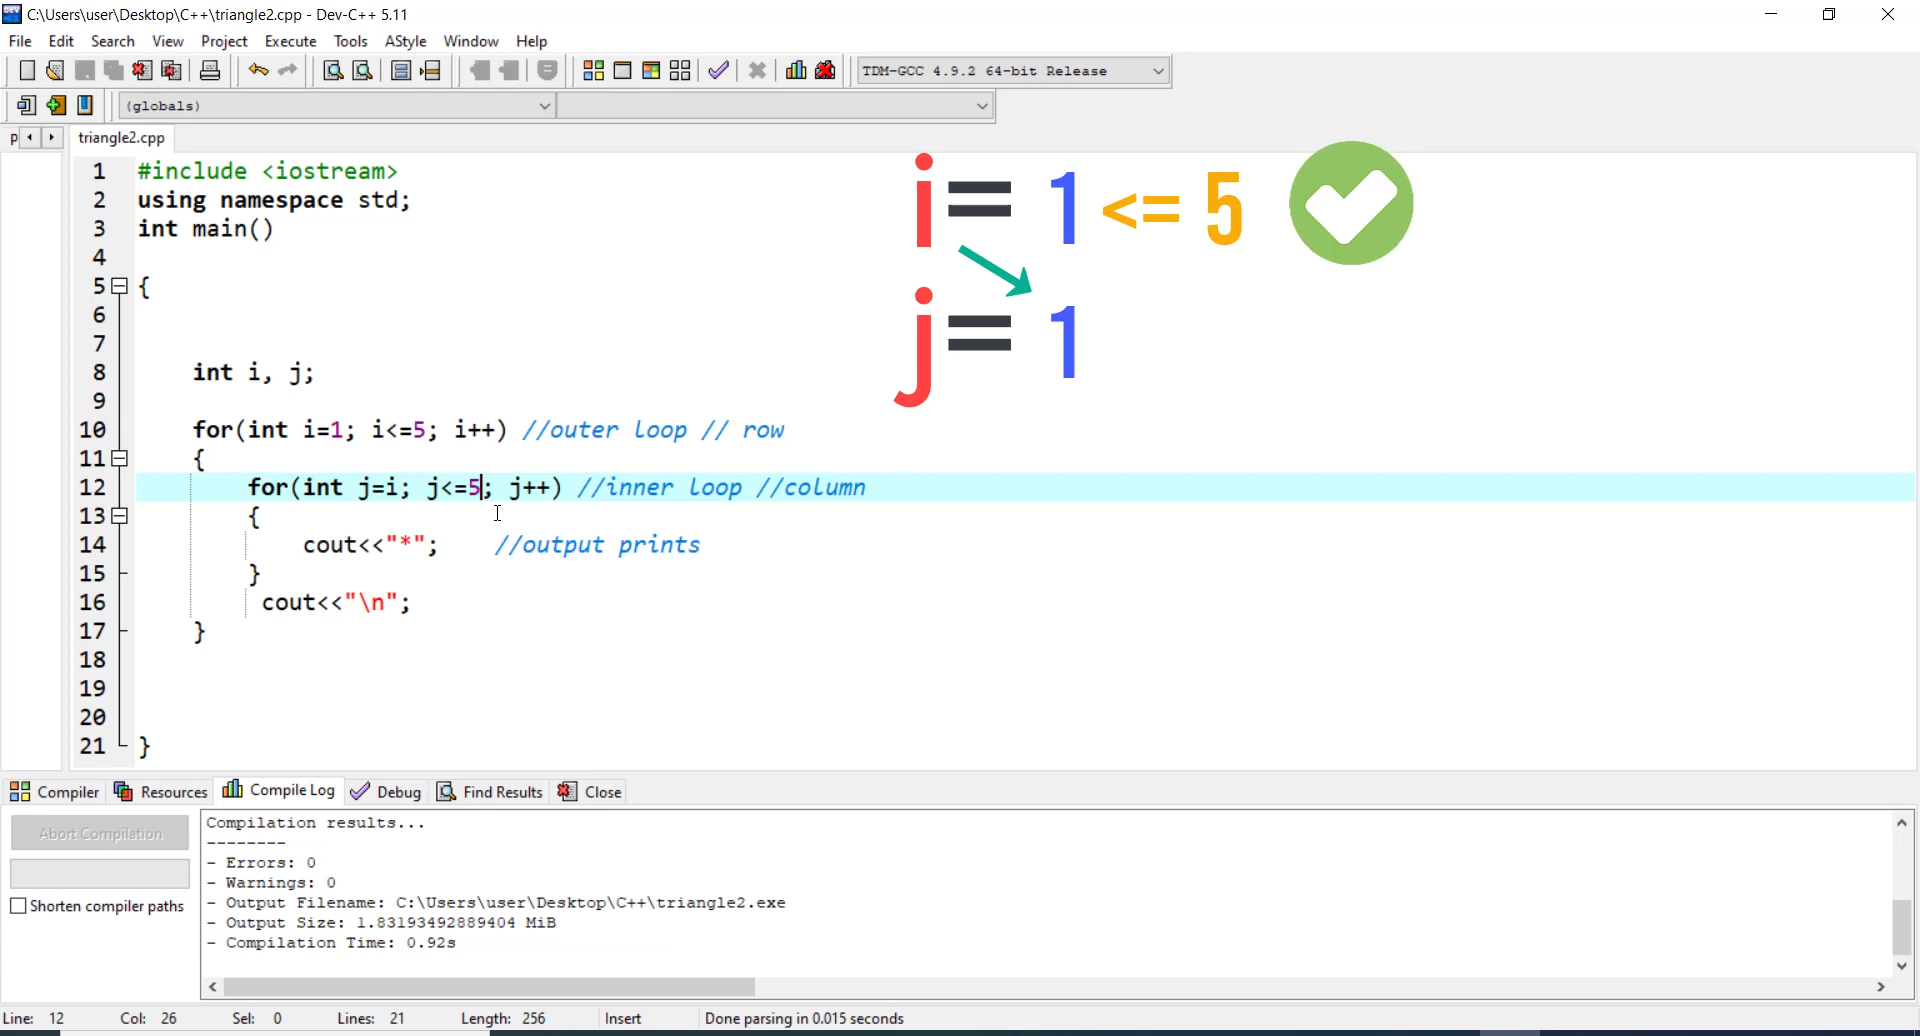 C:\Users\user\Desktop\C++\triangle2.cpp - Dev-C++ 5.11
File Edit Search View Project Execute Tools AStyle Window Help
TDM-GCC 4.9.2 64-bit Release
(globals)
p triangle2.cpp
1 #include <iostream>
2 using namespace std;
3 int main()
4
5 {
6
7
8 int i, j;
9
10 for(int i=1; i<=5; i++) //outer loop // row
11 {
12 for(int j=i; j<=5; j++) //inner loop //column
13 {
14 cout<<"*"; //output prints
15 }
16 cout<<"\n";
17 }
18
19
20
21 }
i= 1 <= 5
j= 1
Compiler Resources Compile Log Debug Find Results Close
Abort Compilation
Shorten compiler paths
Compilation results...
--------
- Errors: 0
- Warnings: 0
- Output Filename: C:\Users\user\Desktop\C++\triangle2.exe
- Output Size: 1.83193492889404 MiB
- Compilation Time: 0.92s
Line: 12 Col: 26 Sel: 0 Lines: 21 Length: 256 Insert Done parsing in 0.015 seconds